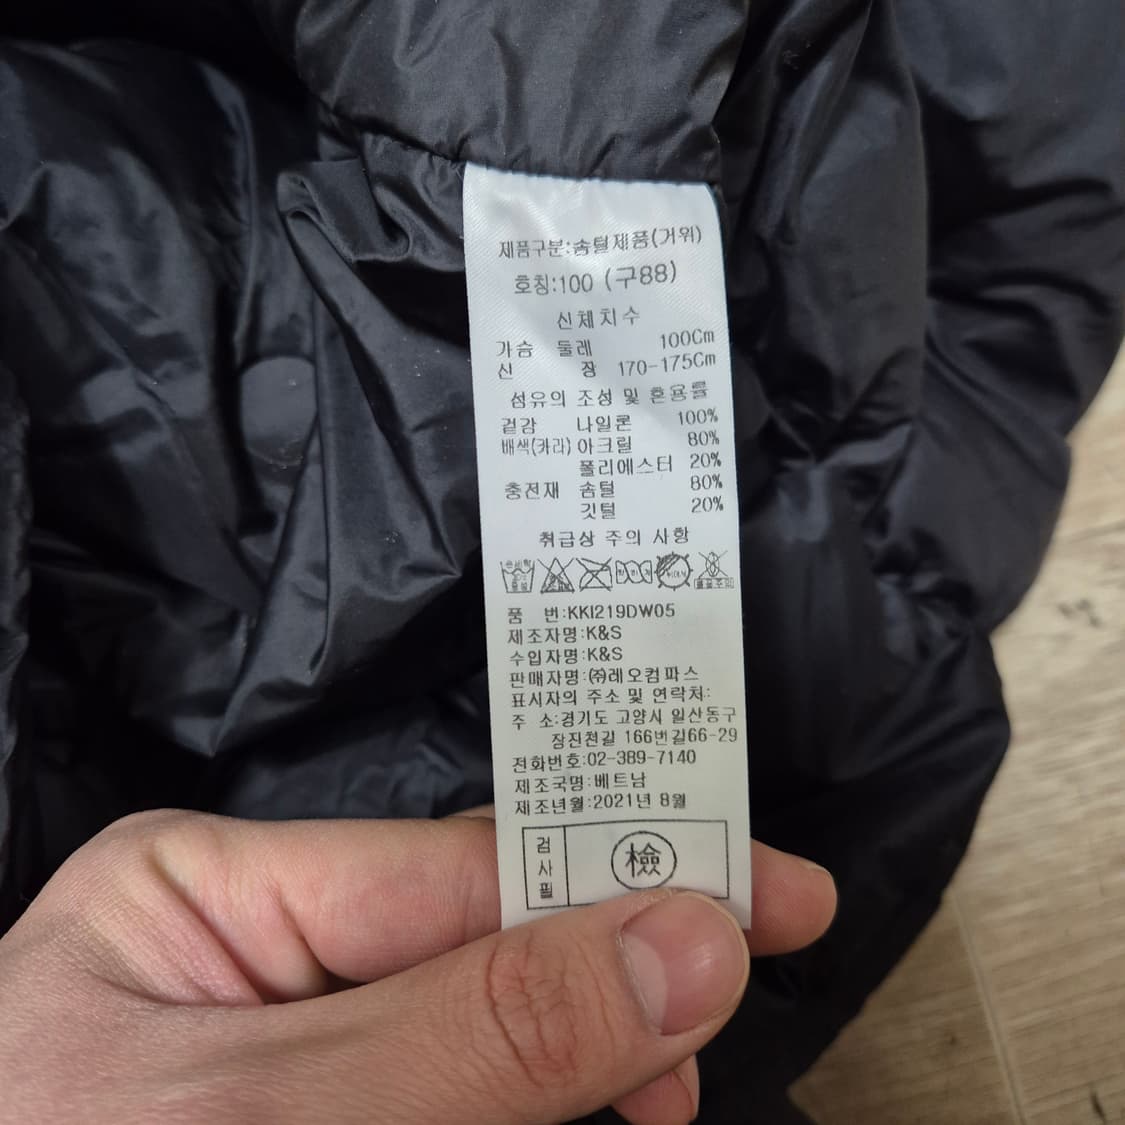 제품구분:솜털제품(거위)
호칭:100 (구88)
신체치수
가슴 둘레 100Cm
신 장 170-175Cm
섬유의 조성 및 혼용률
겉감 나일론 100%
배색(카라) 아크릴 80%
폴리에스터 20%
충전재 솜털 80%
깃털 20%
취급상 주의 사항
품 번:KKI219DW05
제조자명:K&S
수입자명:K&S
판매자명:㈜레오컴파스
표시자의 주소 및 연락처:
주 소:경기도 고양시 일산동구
장진천길 166번길66-29
전화번호:02-389-7140
제조국명:베트남
제조년월:2021년 8월
검사필 檢